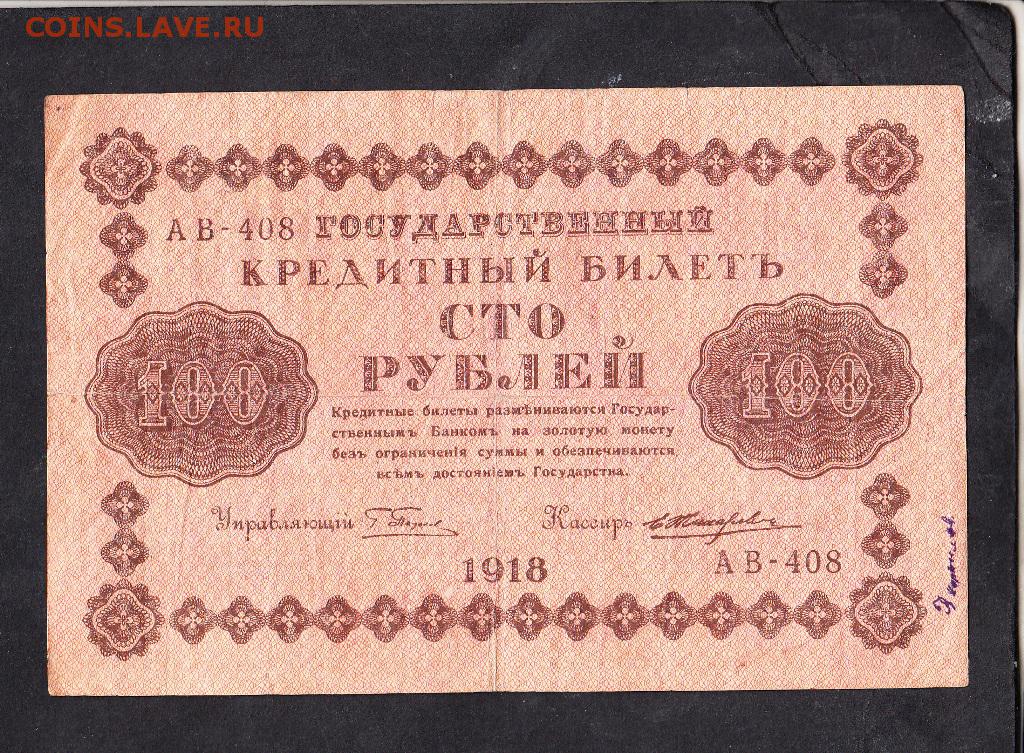 COINS.LAVE.RU
АВ-408 ГОСУДАРСТВЕННЫЙ
КРЕДИТНЫЙ БИЛЕТЪ
СТО
РУБЛЕЙ
100 100
Кредитные билеты размѣниваются Государ-
ственнымъ Банкомъ на золотую монету
безъ ограниченія суммы и обезпечиваются
всѣмъ достояніемъ Государства.
Управляющій Кассиръ
1918 АВ-408